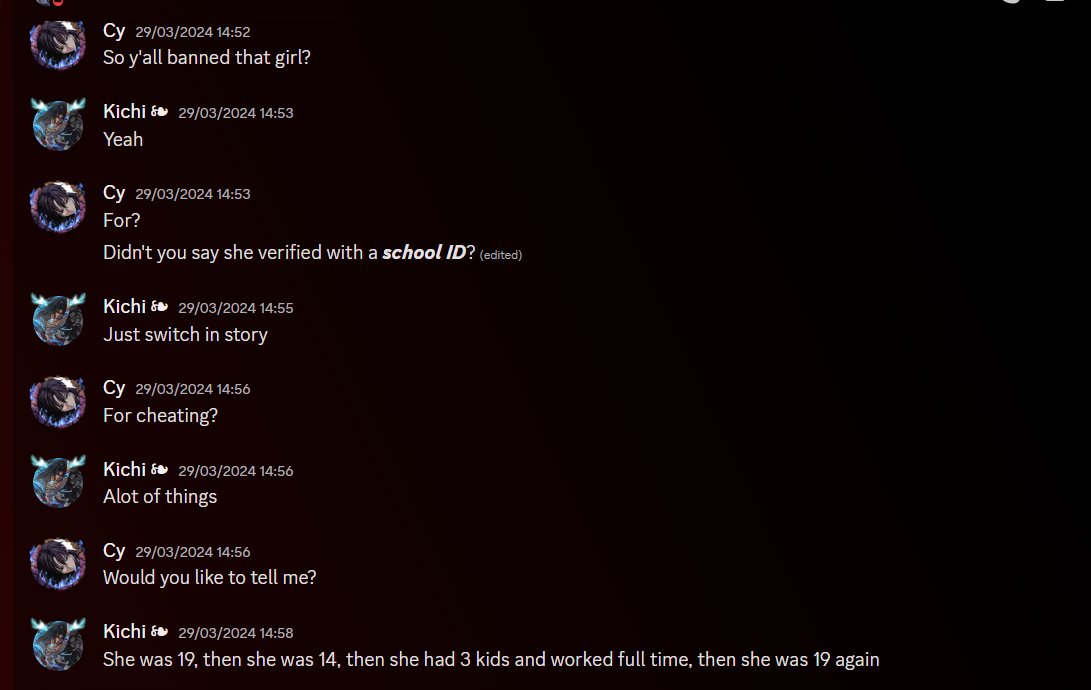 Cy 29/03/2024 14:52
So y'all banned that girl?
Kichi 29/03/2024 14:53
Yeah
Cy 29/03/2024 14:53
For?
Didn't you say she verified with a school ID? (edited)
Kichi 29/03/2024 14:55
Just switch in story
Cy 29/03/2024 14:56
For cheating?
Kichi 29/03/2024 14:56
Alot of things
Cy 29/03/2024 14:56
Would you like to tell me?
Kichi 29/03/2024 14:58
She was 19, then she was 14, then she had 3 kids and worked full time, then she was 19 again